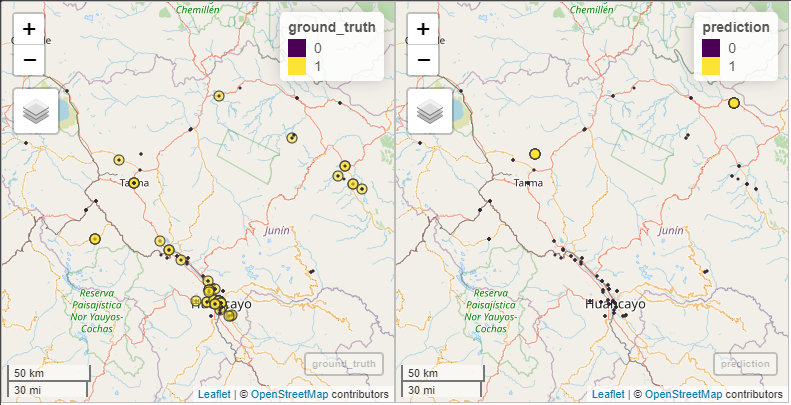 Chemillén
+
−
ground_truth
0
1
Tarma
Junín
Reserva
Paisajística
Nor Yauyos-
Cochas
Huancayo
50 km
30 mi
ground_truth
Leaflet | © OpenStreetMap contributors
Chemillén
+
−
prediction
0
1
Tarma
Junín
Reserva
Paisajística
Nor Yauyos-
Cochas
Huancayo
50 km
30 mi
prediction
Leaflet | © OpenStreetMap contributors